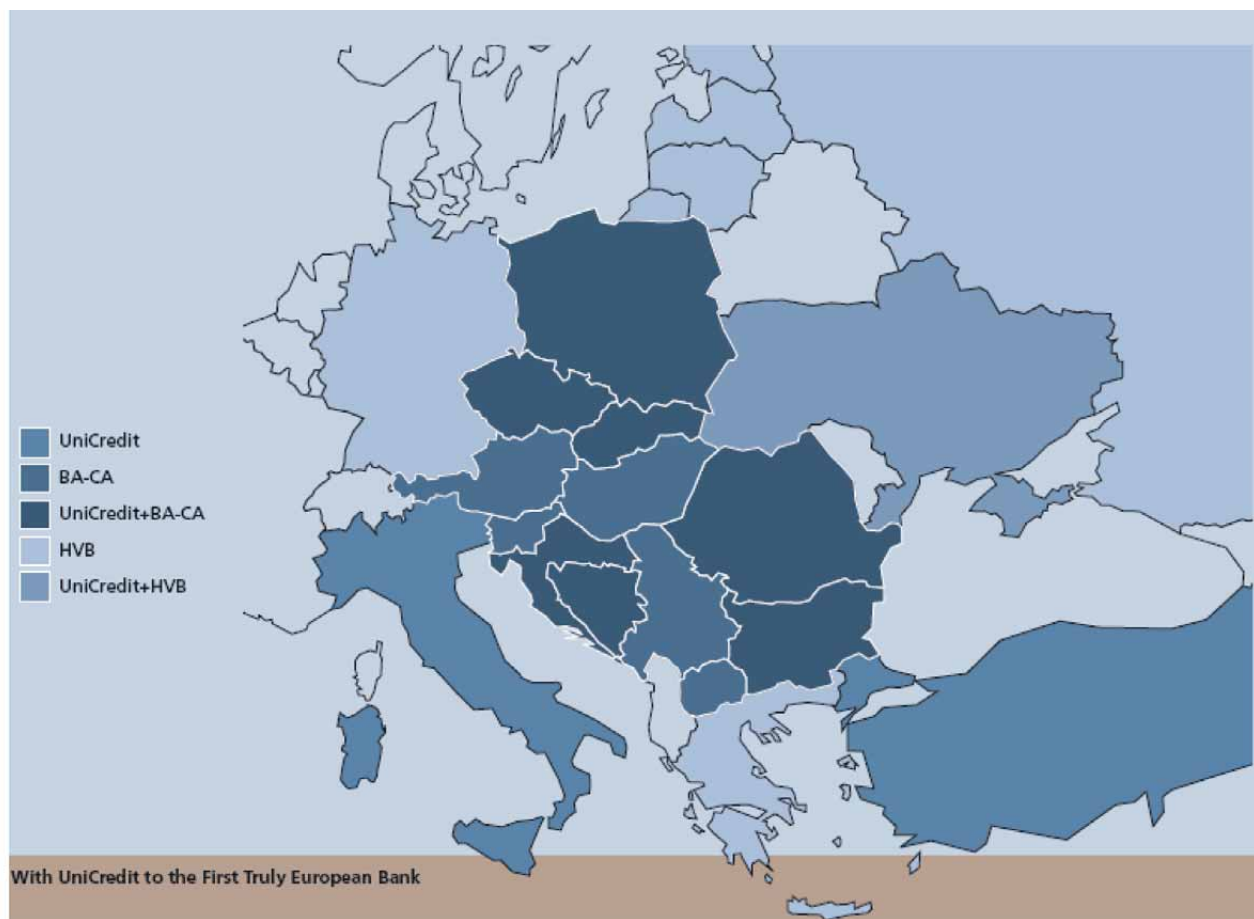 UniCredit
BA-CA
UniCredit+BA-CA
HVB
UniCredit+HVB
With UniCredit to the First Truly European Bank